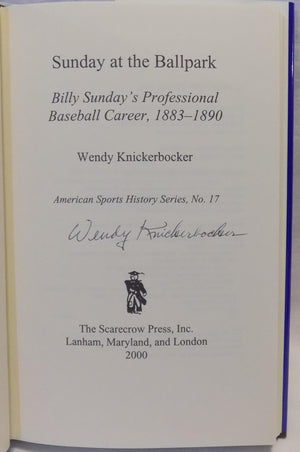 Sunday at the Ballpark
Billy Sunday's Professional
Baseball Career, 1883–1890
Wendy Knickerbocker
American Sports History Series, No. 17
Wendy Knickerbocker
The Scarecrow Press, Inc.
Lanham, Maryland, and London
2000